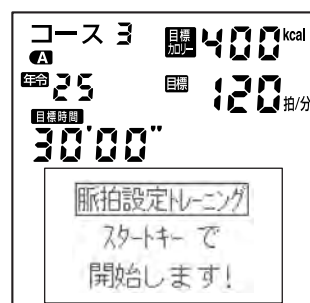 コース 3
目標カロリー 400 kcal
A
年令 25
目標 120 拍/分
目標時間
30'00"
脈拍設定トレーニング
スタートキー で
開始します!